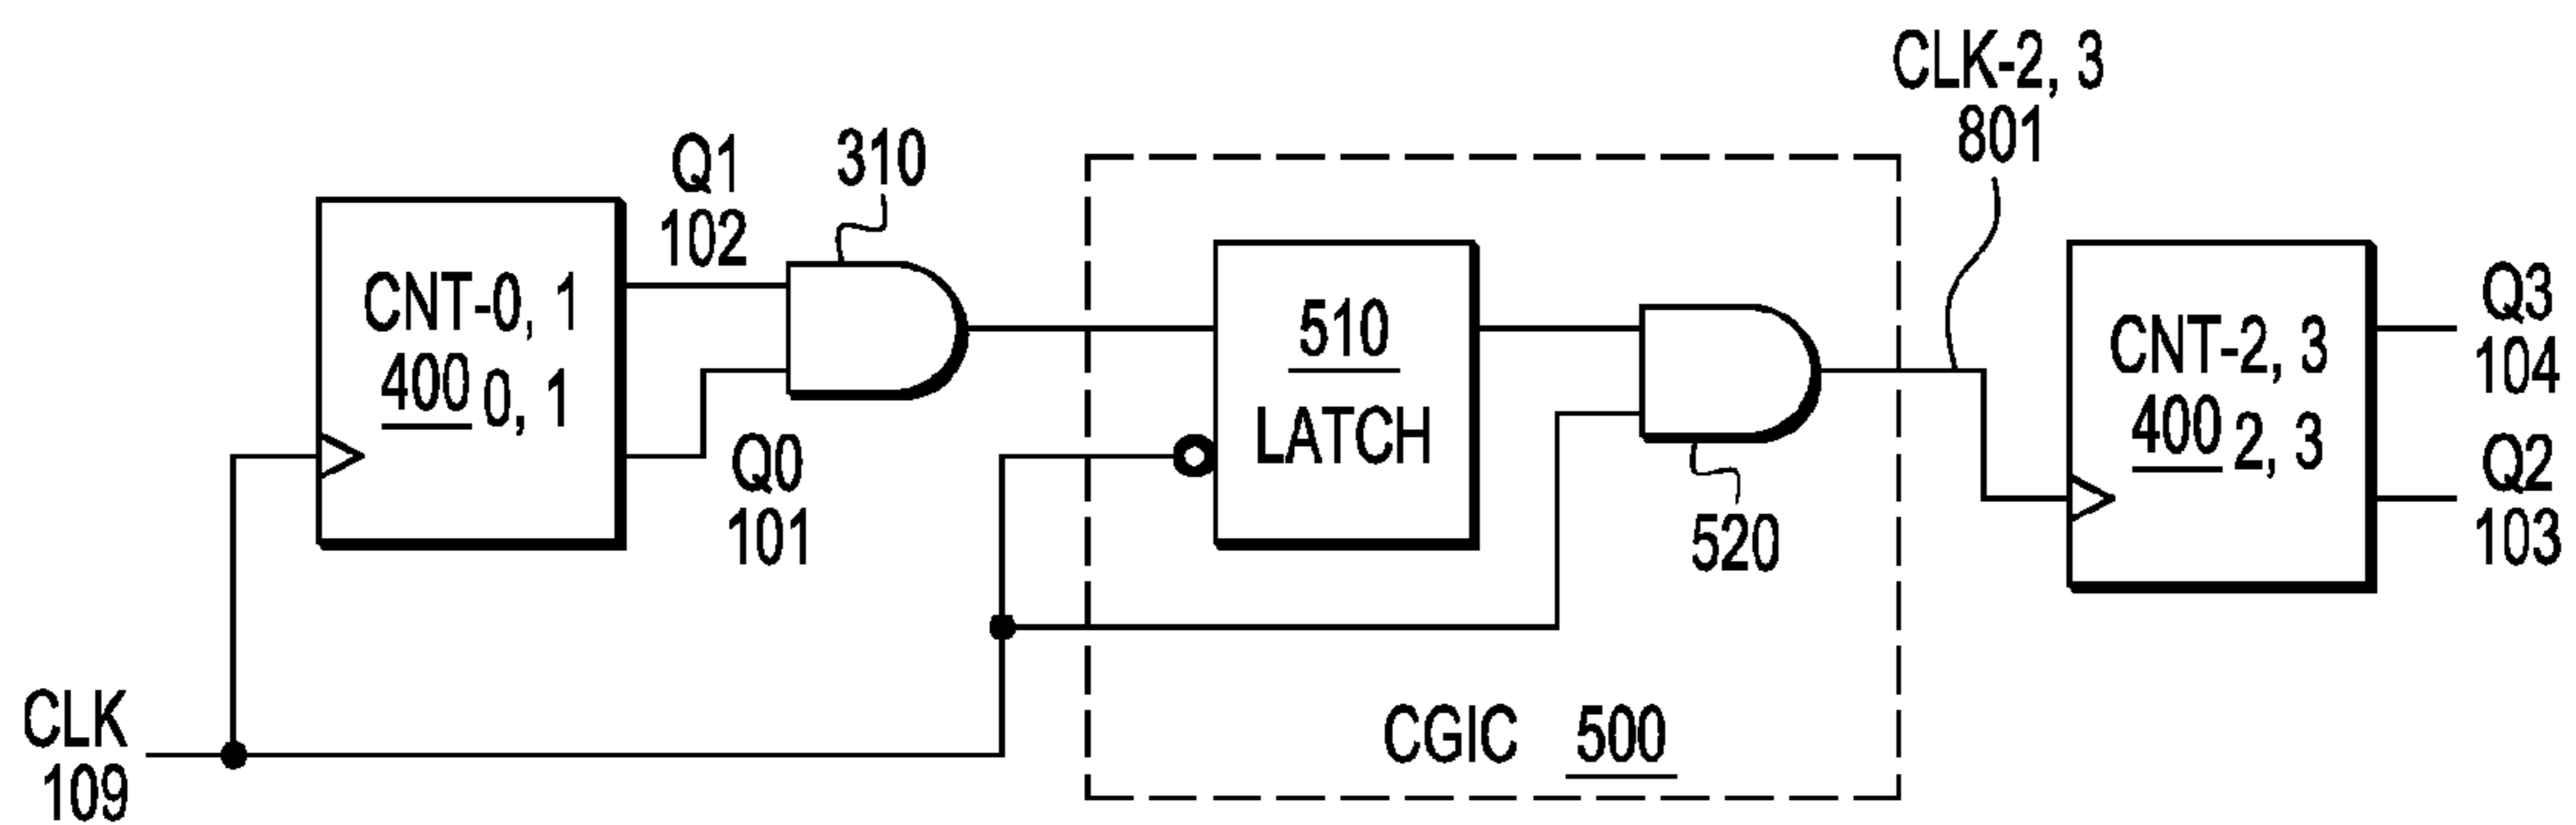 CLK-2, 3
801
Q1
102
310
CNT-0, 1
400 0, 1
Q0
101
510
LATCH
520
CNT-2, 3
400 2, 3
Q3
104
Q2
103
CLK
109
CGIC 500